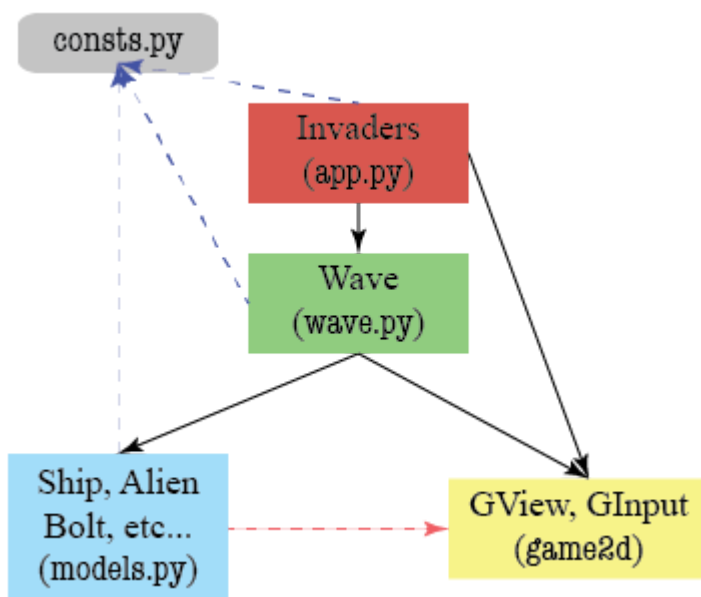 consts.py
Invaders
(app.py)
Wave
(wave.py)
Ship, Alien
Bolt, etc...
(models.py)
GView, GInput
(game2d)